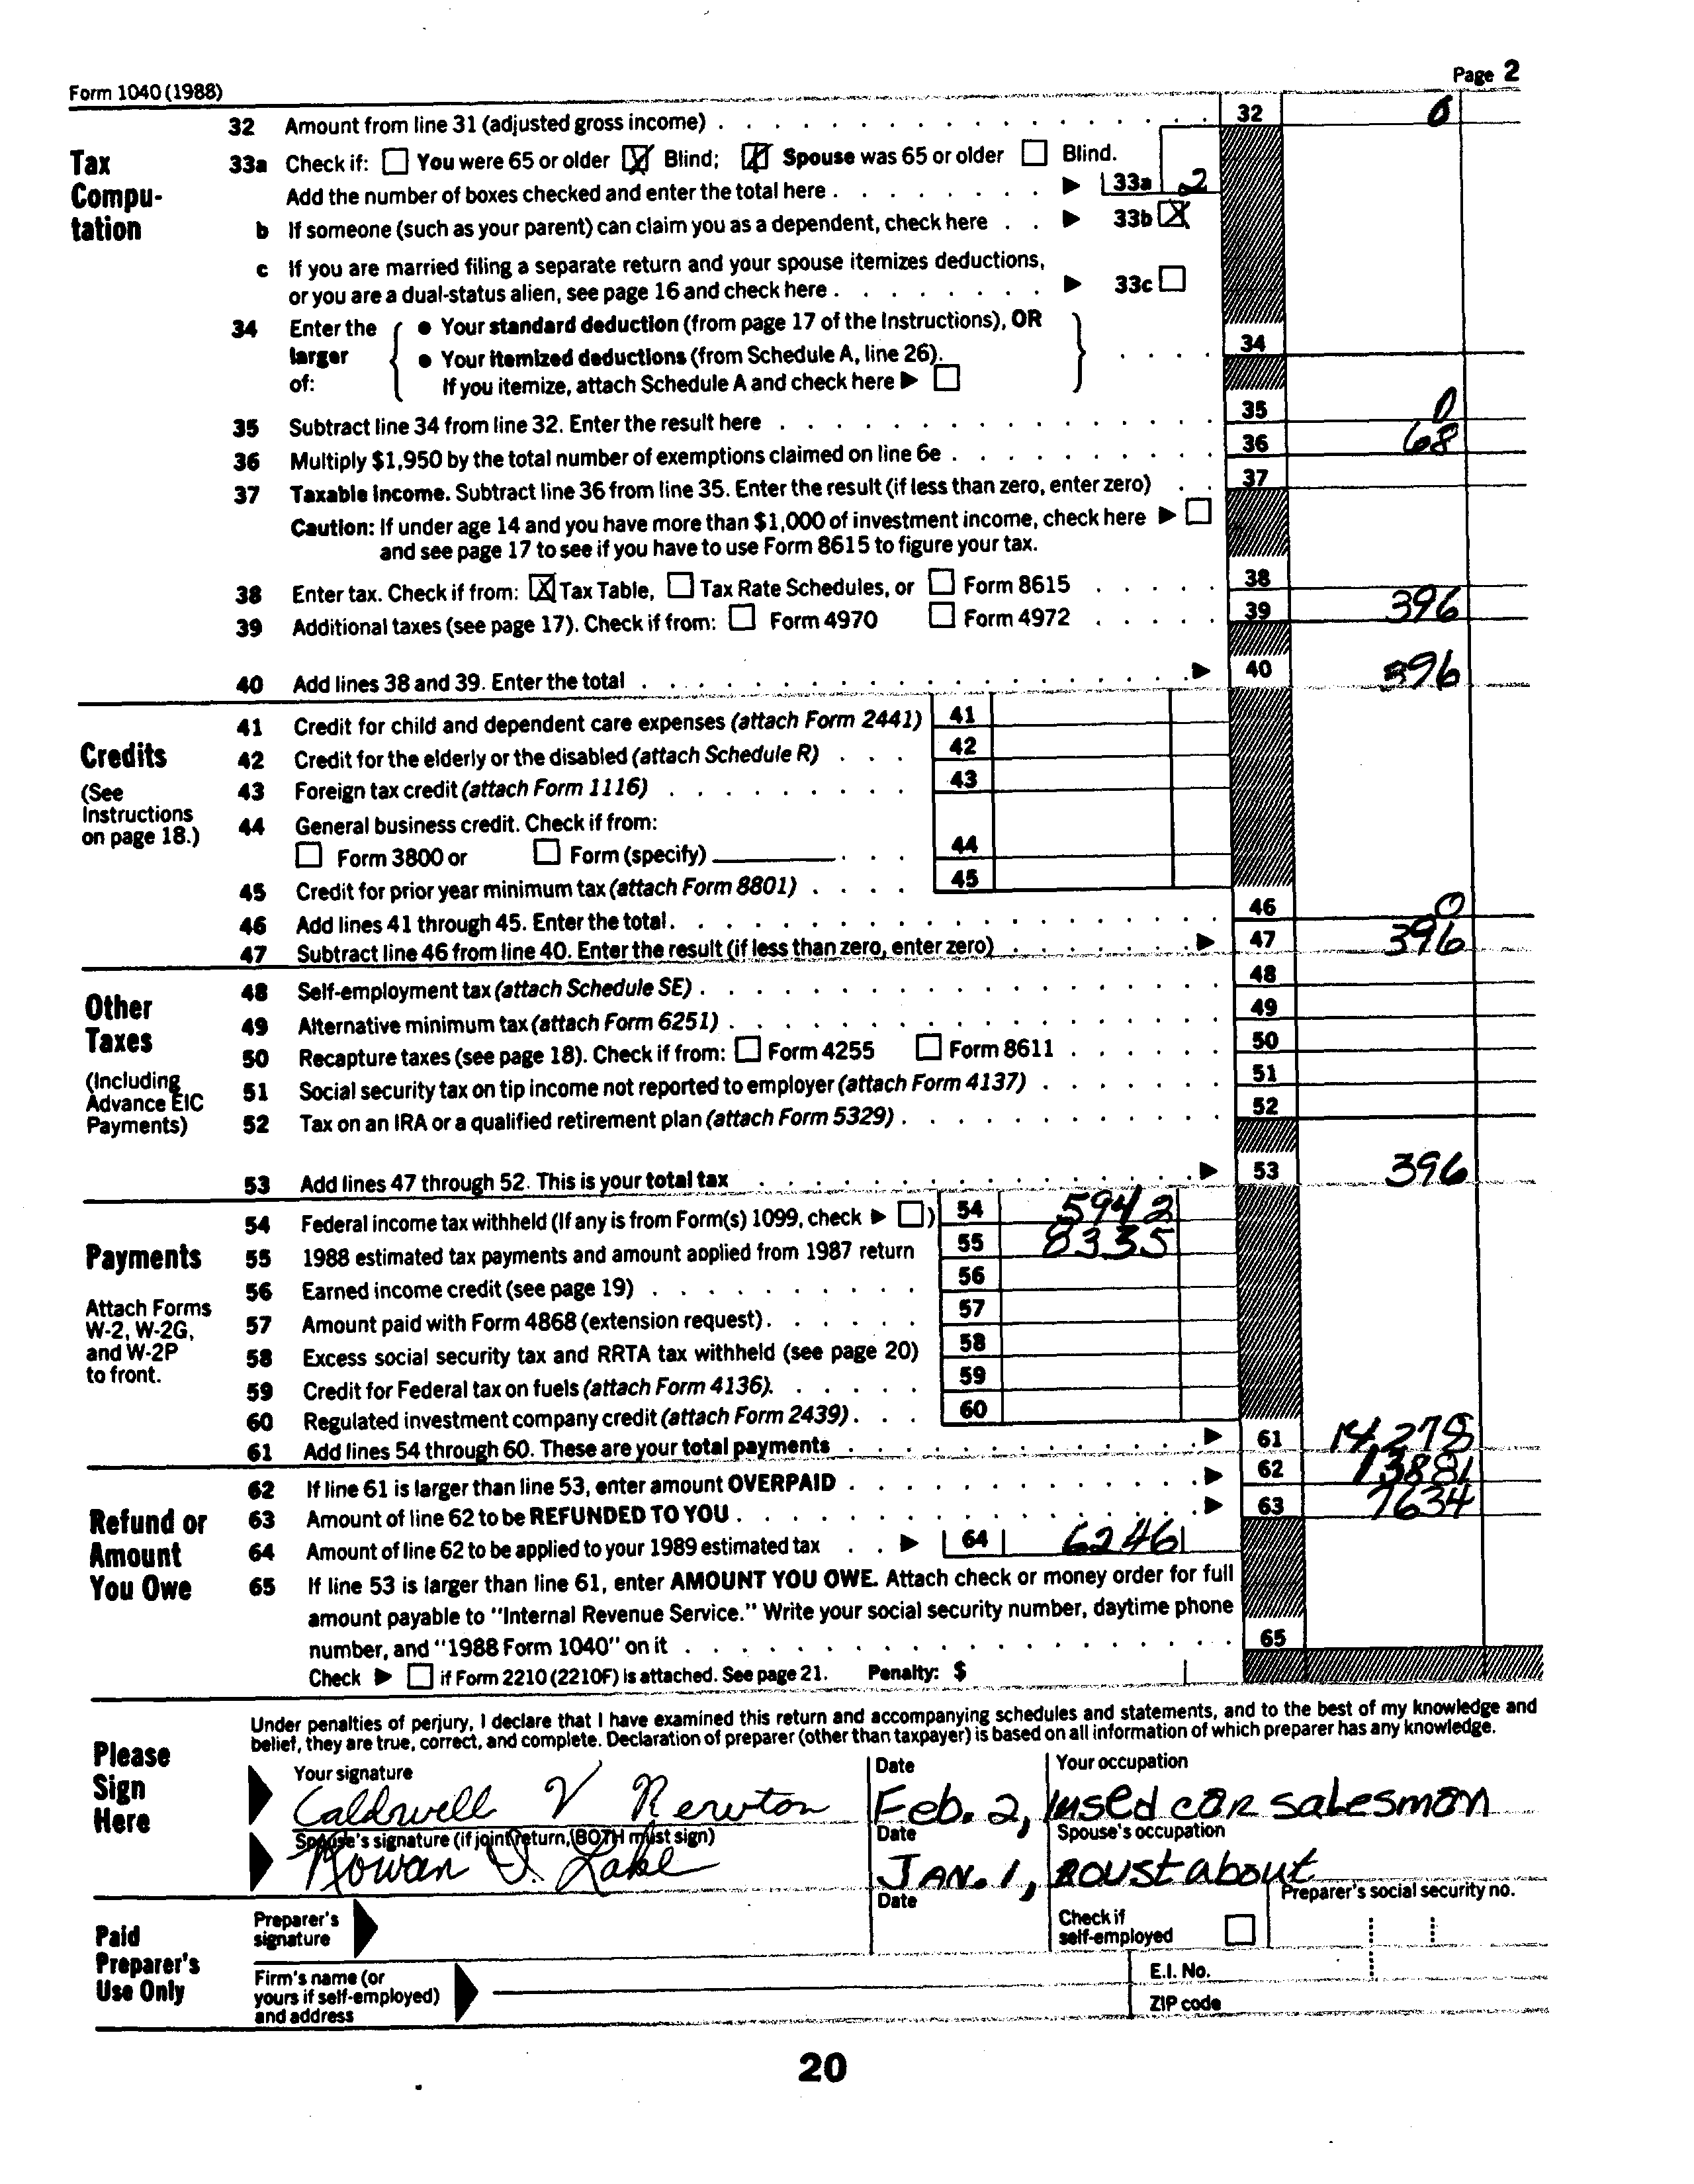 Form 1040 (1988) Page 2
Tax Computation
32 Amount from line 31 (adjusted gross income) 32 0
33a Check if: You were 65 or older X Blind; X Spouse was 65 or older Blind.
Add the number of boxes checked and enter the total here 33a 2
b If someone (such as your parent) can claim you as a dependent, check here 33b X
c If you are married filing a separate return and your spouse itemizes deductions,
or you are a dual-status alien, see page 16 and check here 33c
34 Enter the larger of: • Your standard deduction (from page 17 of the Instructions), OR
• Your itemized deductions (from Schedule A, line 26). 34
If you itemize, attach Schedule A and check here
35 Subtract line 34 from line 32. Enter the result here 35 0
36 Multiply $1,950 by the total number of exemptions claimed on line 6e 36 68
37 Taxable income. Subtract line 36 from line 35. Enter the result (if less than zero, enter zero) 37
Caution: If under age 14 and you have more than $1,000 of investment income, check here
and see page 17 to see if you have to use Form 8615 to figure your tax.
38 Enter tax. Check if from: X Tax Table, Tax Rate Schedules, or Form 8615 38
39 Additional taxes (see page 17). Check if from: Form 4970 Form 4972 39 396
40 Add lines 38 and 39. Enter the total 40 396
Credits
(See Instructions on page 18.)
41 Credit for child and dependent care expenses (attach Form 2441) 41
42 Credit for the elderly or the disabled (attach Schedule R) 42
43 Foreign tax credit (attach Form 1116) 43
44 General business credit. Check if from:
Form 3800 or Form (specify) 44
45 Credit for prior year minimum tax (attach Form 8801) 45
46 Add lines 41 through 45. Enter the total. 46 0
47 Subtract line 46 from line 40. Enter the result (if less than zero, enter zero) 47 396
Other Taxes
(Including Advance EIC Payments)
48 Self-employment tax (attach Schedule SE) 48
49 Alternative minimum tax (attach Form 6251) 49
50 Recapture taxes (see page 18). Check if from: Form 4255 Form 8611 50
51 Social security tax on tip income not reported to employer (attach Form 4137) 51
52 Tax on an IRA or a qualified retirement plan (attach Form 5329) 52
53 Add lines 47 through 52. This is your total tax 53 396
Payments
Attach Forms W-2, W-2G, and W-2P to front.
54 Federal income tax withheld (If any is from Form(s) 1099, check ) 54 5942
55 1988 estimated tax payments and amount applied from 1987 return 55 8335
56 Earned income credit (see page 19) 56
57 Amount paid with Form 4868 (extension request) 57
58 Excess social security tax and RRTA tax withheld (see page 20) 58
59 Credit for Federal tax on fuels (attach Form 4136) 59
60 Regulated investment company credit (attach Form 2439) 60
61 Add lines 54 through 60. These are your total payments 61 14,278
Refund or Amount You Owe
62 If line 61 is larger than line 53, enter amount OVERPAID 62 13881
63 Amount of line 62 to be REFUNDED TO YOU 63 7634
64 Amount of line 62 to be applied to your 1989 estimated tax 64 6246
65 If line 53 is larger than line 61, enter AMOUNT YOU OWE. Attach check or money order for full
amount payable to "Internal Revenue Service." Write your social security number, daytime phone
number, and "1988 Form 1040" on it 65
Check if Form 2210 (2210F) is attached. See page 21. Penalty: $
Please Sign Here
Under penalties of perjury, I declare that I have examined this return and accompanying schedules and statements, and to the best of my knowledge and
belief, they are true, correct, and complete. Declaration of preparer (other than taxpayer) is based on all information of which preparer has any knowledge.
Your signature Date Your occupation
Caldwell V Newton Feb. 2, used car salesman
Spouse's signature (if joint return, BOTH must sign) Date Spouse's occupation
Rowan I. Lake JAN. 1, Roustabout
Paid Preparer's Use Only
Preparer's signature Date Check if self-employed Preparer's social security no.
Firm's name (or yours if self-employed) and address E.I. No.
ZIP code
20